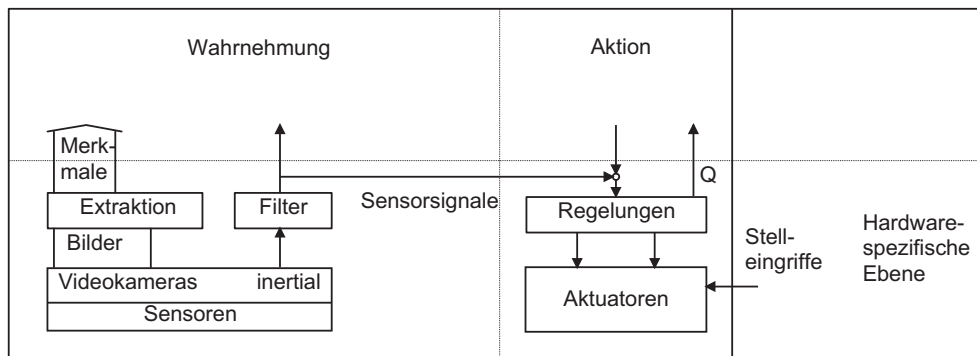 Wahrnehmung
Aktion
Merk-
male
Extraktion
Filter
Sensorsignale
Q
Regelungen
Bilder
Videokameras
inertial
Sensoren
Aktuatoren
Stell-
eingriffe
Hardware-
spezifische
Ebene